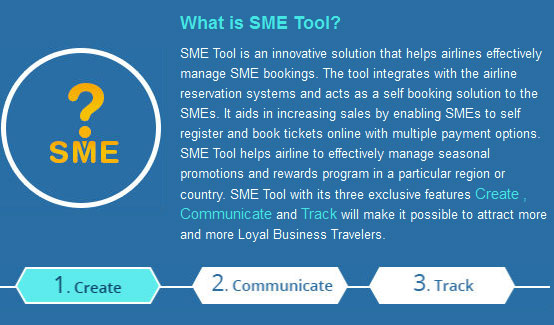 What is SME Tool?
SME Tool is an innovative solution that helps airlines effectively
manage SME bookings. The tool integrates with the airline
reservation systems and acts as a self booking solution to the
SMEs. It aids in increasing sales by enabling SMEs to self
register and book tickets online with multiple payment options.
SME Tool helps airline to effectively manage seasonal
promotions and rewards program in a particular region or
country. SME Tool with its three exclusive features Create ,
Communicate and Track will make it possible to attract more
and more Loyal Business Travelers.
?
SME
1. Create
2. Communicate
3. Track